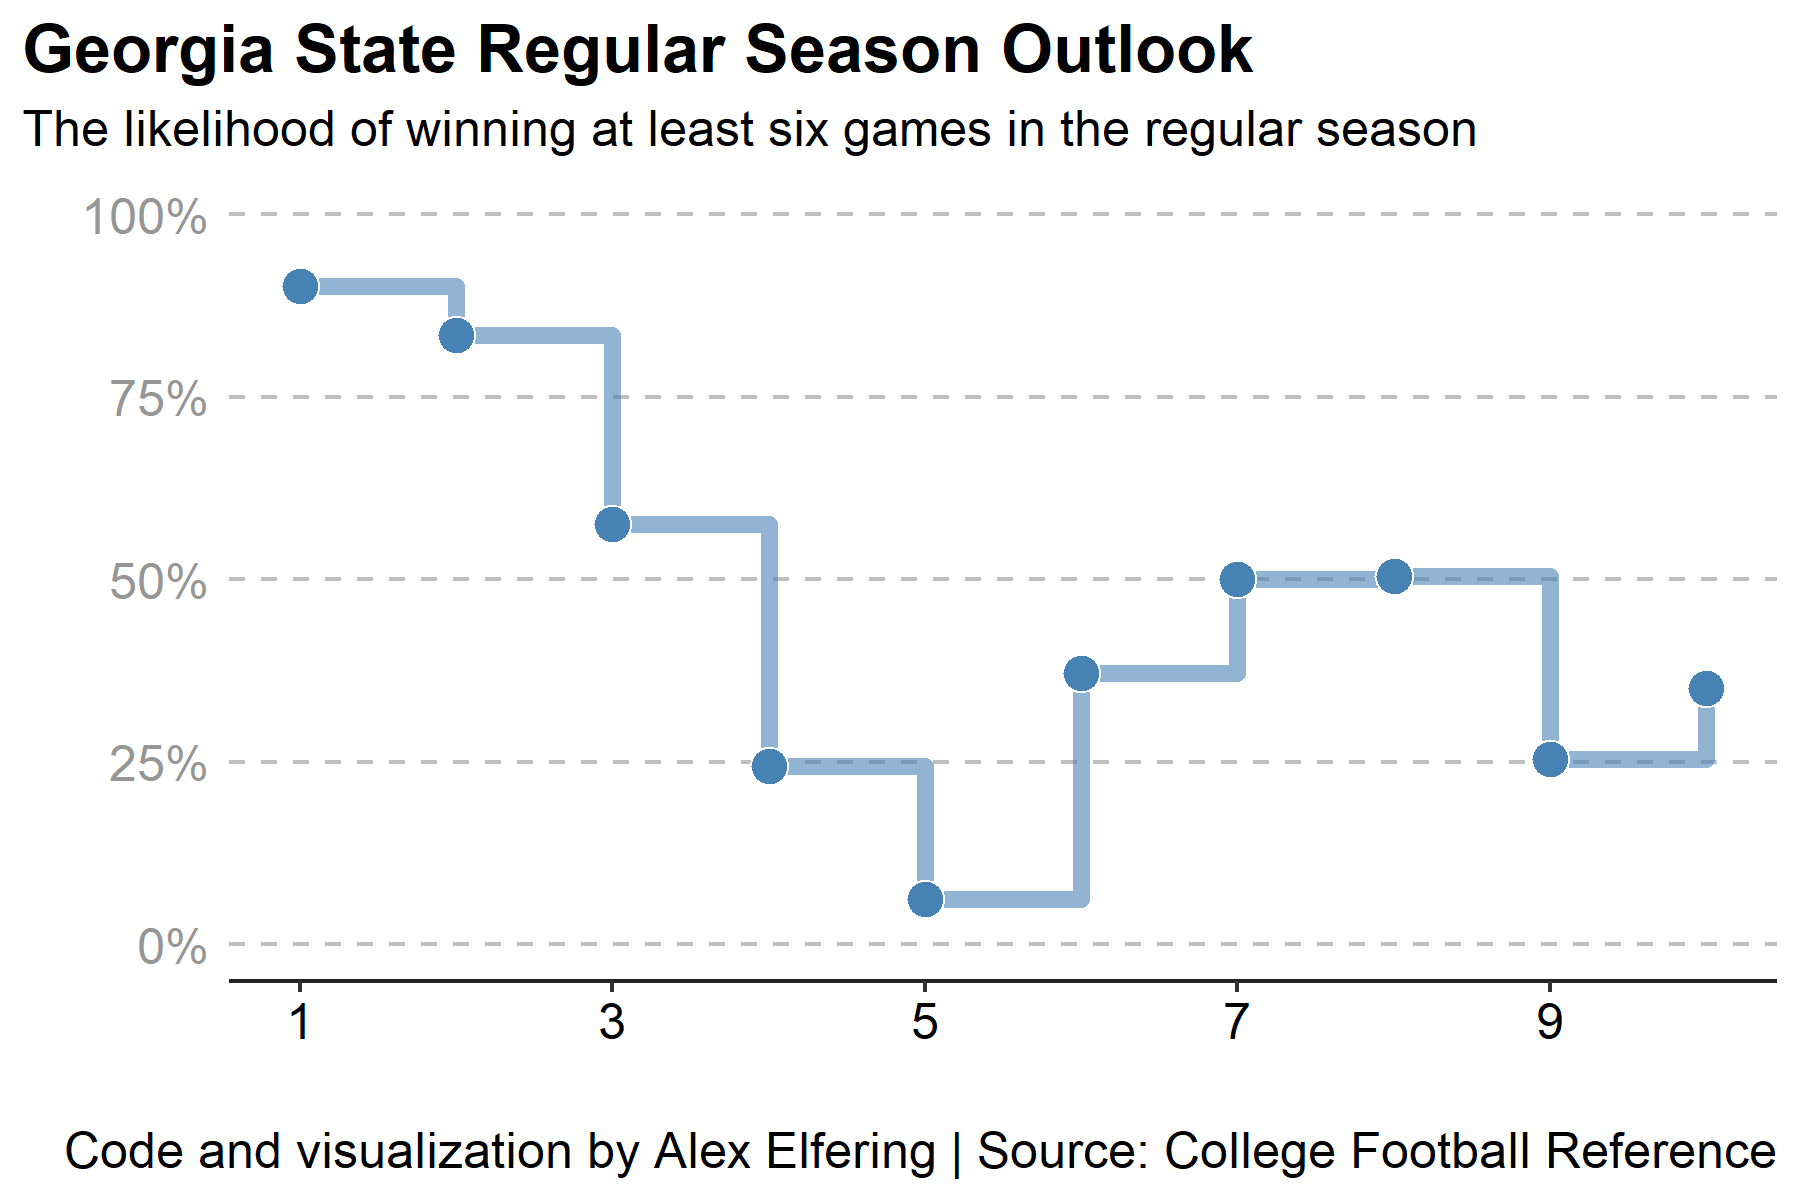 Georgia State Regular Season Outlook
The likelihood of winning at least six games in the regular season
100%
75%
50%
25%
0%
1 3 5 7 9
Code and visualization by Alex Elfering | Source: College Football Reference